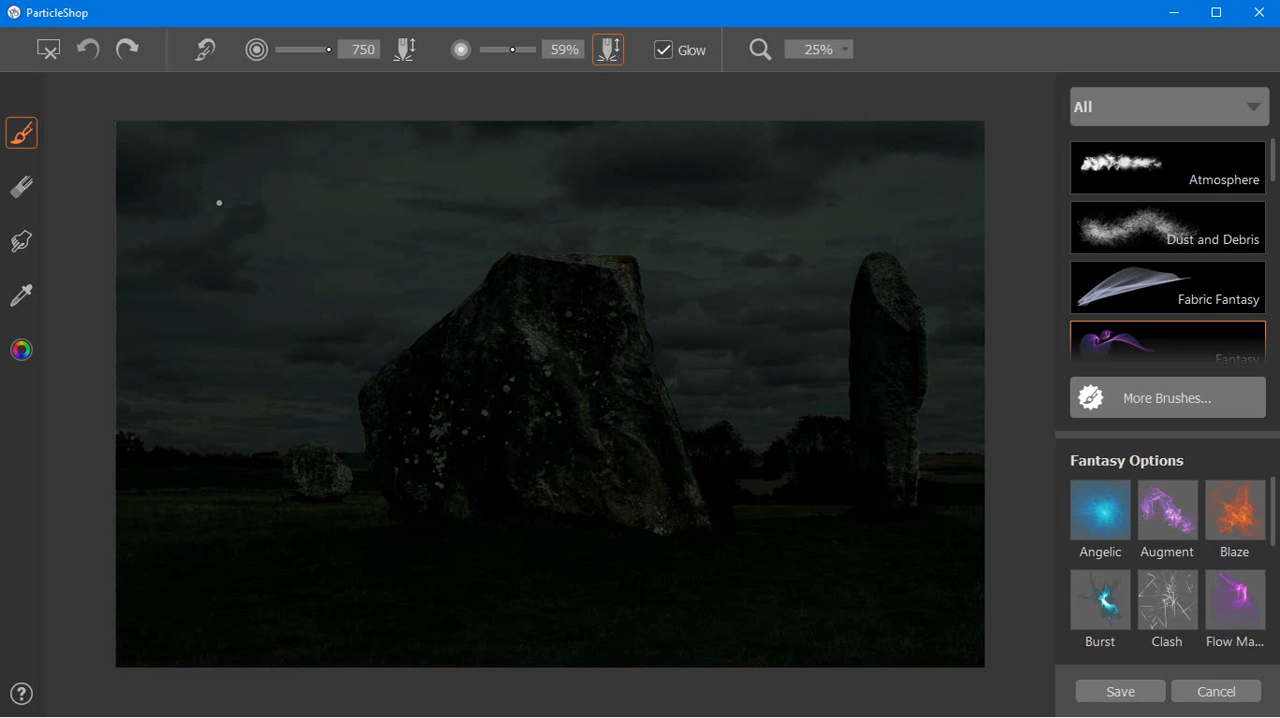 ParticleShop
750
59%
Glow
25%
All
Atmosphere
Dust and Debris
Fabric Fantasy
Fantasy
More Brushes...
Fantasy Options
Angelic Augment Blaze
Burst Clash Flow Ma...
Save Cancel
?